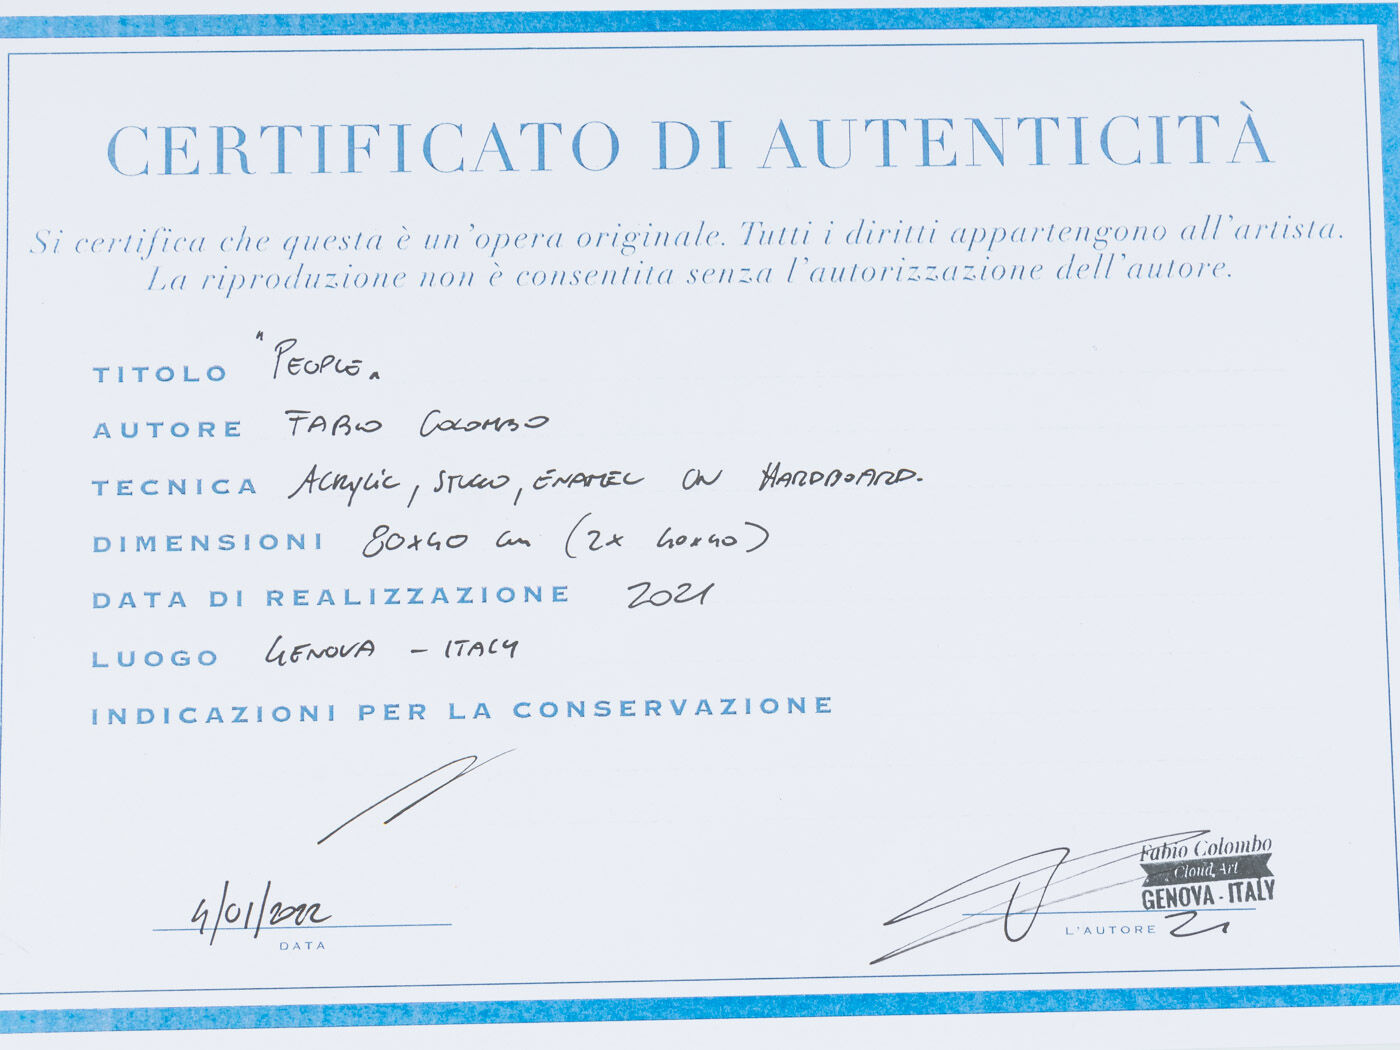 CERTIFICATO DI AUTENTICITÀ
Si certifica che questa è un'opera originale. Tutti i diritti appartengono all'artista.
La riproduzione non è consentita senza l'autorizzazione dell'autore.
TITOLO "PEOPLE"
AUTORE FABIO COLOMBO
TECNICA ACRYLIC, STUCCO, ENAMEL ON HARDBOARD.
DIMENSIONI 80x40 cm (2x 40x40)
DATA DI REALIZZAZIONE 2021
LUOGO GENOVA - ITALY
INDICAZIONI PER LA CONSERVAZIONE
Fabio Colombo
Cloud Art
GENOVA - ITALY
4/01/2022
DATA
L'AUTORE 21